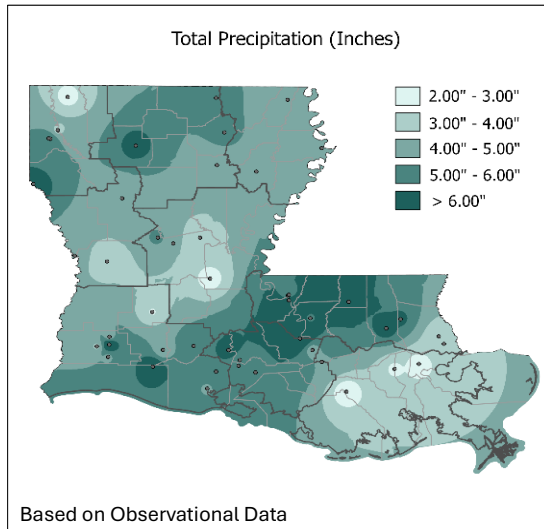 Total Precipitation (Inches)
2.00" - 3.00"
3.00" - 4.00"
4.00" - 5.00"
5.00" - 6.00"
> 6.00"
Based on Observational Data